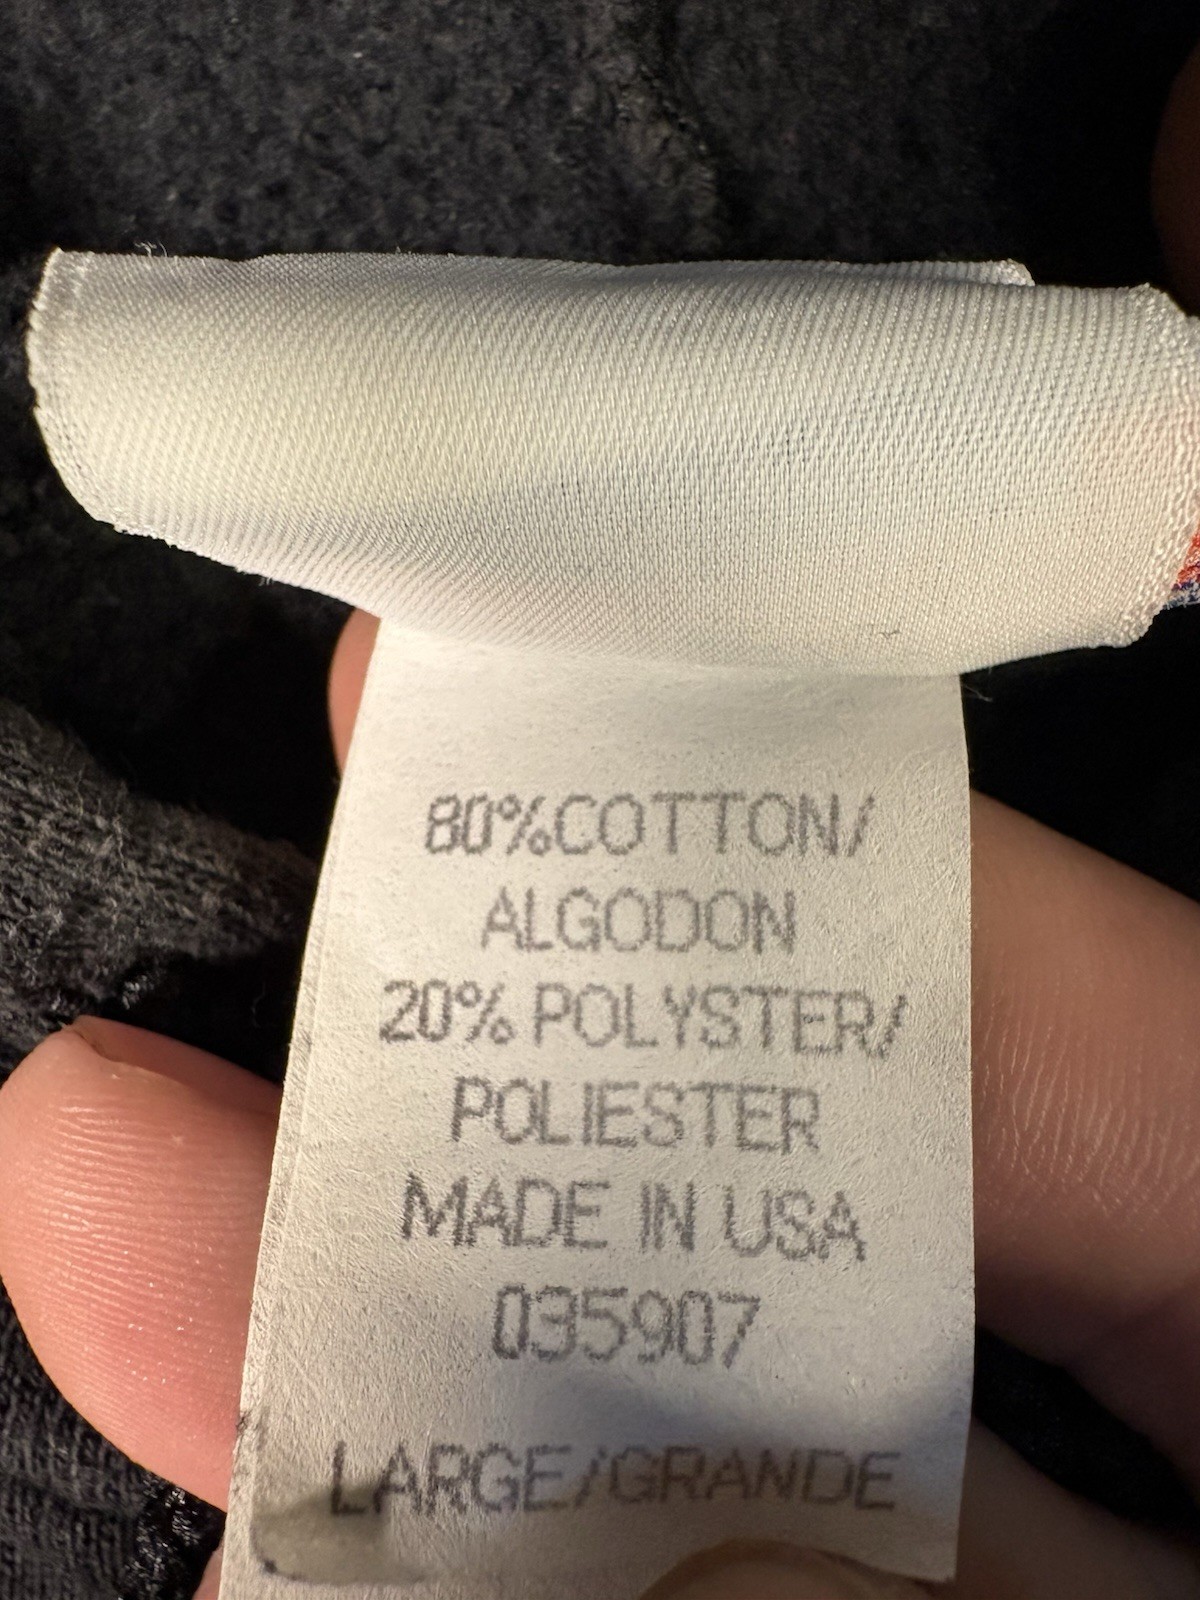 80%COTTON/
ALGODON
20% POLYSTER/
POLIESTER
MADE IN USA
035907
LARGE/GRANDE